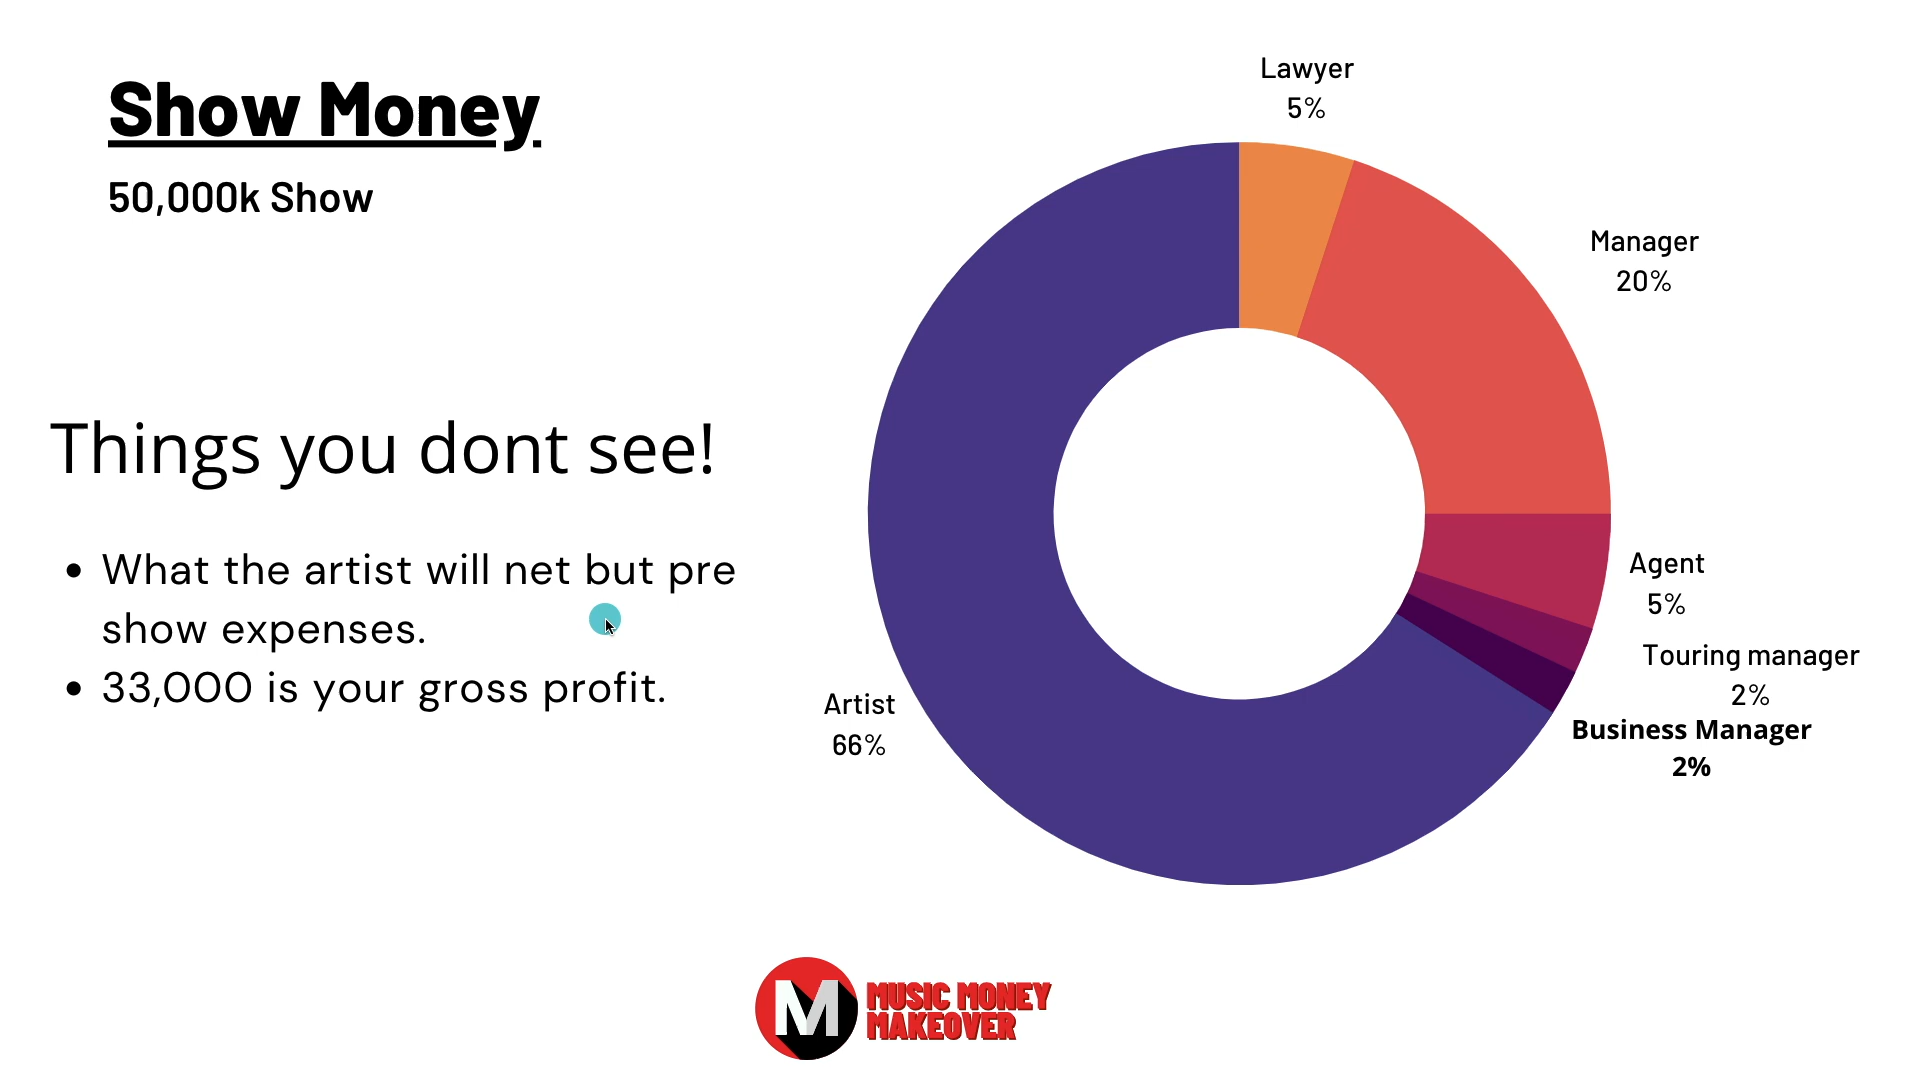 Show Money
50,000k Show
Things you dont see!
• What the artist will net but pre
show expenses.
• 33,000 is your gross profit.
Lawyer
5%
Manager
20%
Agent
5%
Touring manager
2%
Business Manager
2%
Artist
66%
M
MUSIC MONEY
MAKEOVER